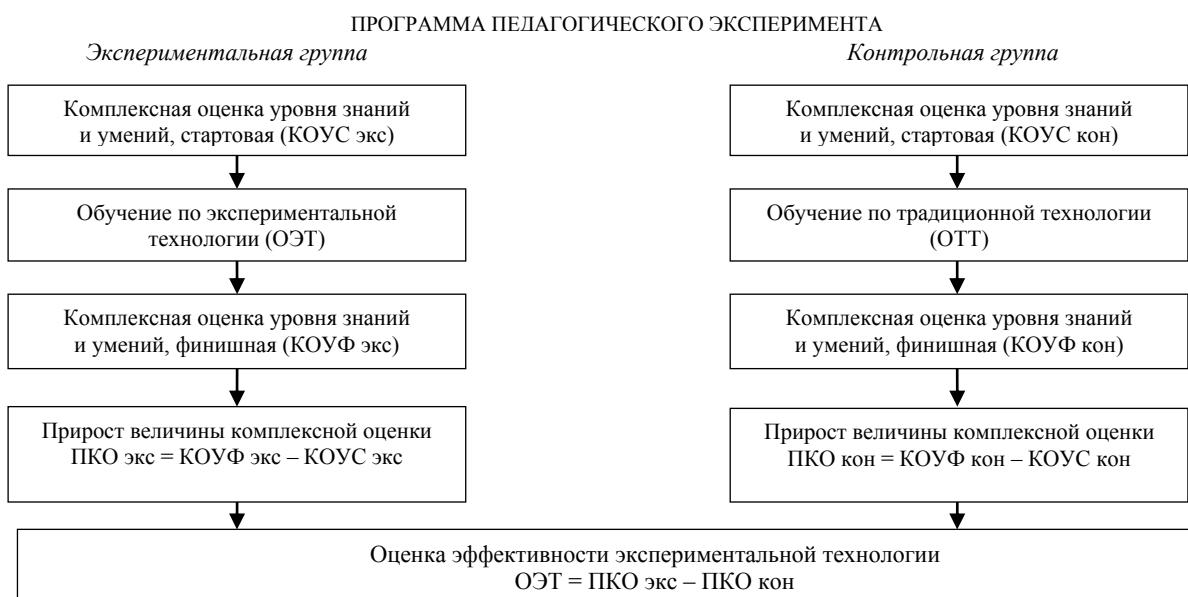 ПРОГРАММА ПЕДАГОГИЧЕСКОГО ЭКСПЕРИМЕНТА
Экспериментальная группа
Контрольная группа
Комплексная оценка уровня знаний
и умений, стартовая (КОУС экс)
Комплексная оценка уровня знаний
и умений, стартовая (КОУС кон)
Обучение по экспериментальной
технологии (ОЭТ)
Обучение по традиционной технологии
(ОТТ)
Комплексная оценка уровня знаний
и умений, финишная (КОУФ экс)
Комплексная оценка уровня знаний
и умений, финишная (КОУФ кон)
Прирост величины комплексной оценки
ПКО экс = КОУФ экс – КОУС экс
Прирост величины комплексной оценки
ПКО кон = КОУФ кон – КОУС кон
Оценка эффективности экспериментальной технологии
ОЭТ = ПКО экс – ПКО кон